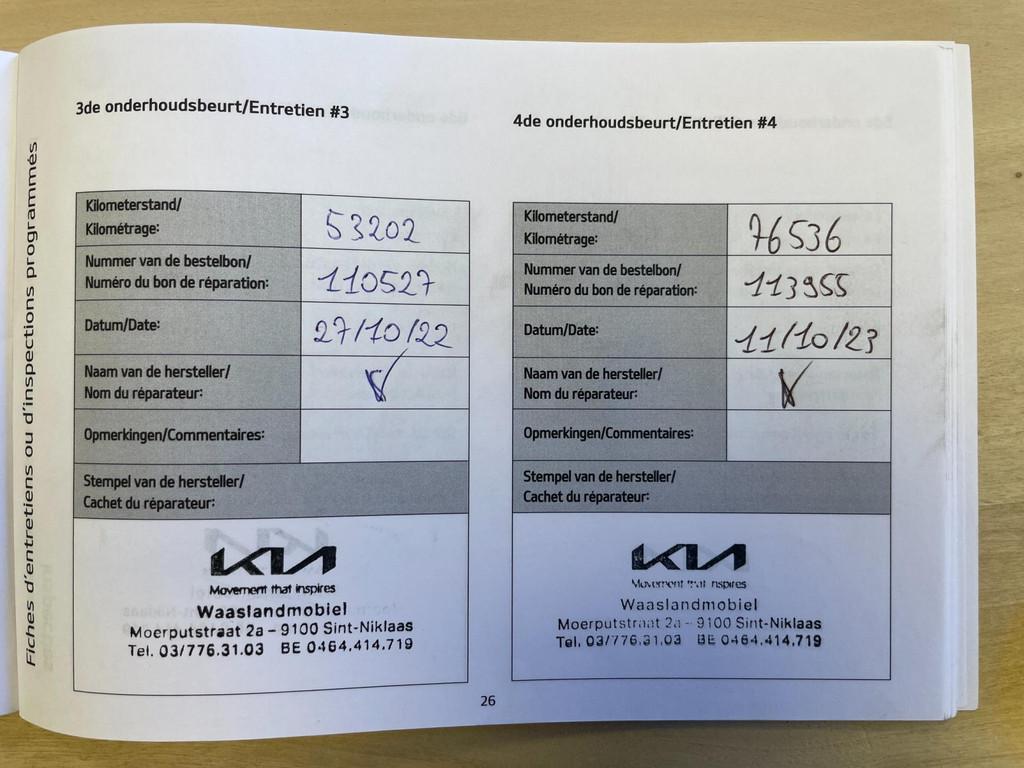 Fiches d'entretiens ou d'inspections programmés
3de onderhoudsbeurt/Entretien #3
Kilometerstand/
Kilométrage:
53202
Nummer van de bestelbon/
Numéro du bon de réparation:
110527
Datum/Date:
27/10/22
Naam van de hersteller/
Nom du réparateur:
Opmerkingen/Commentaires:
Stempel van de hersteller/
Cachet du réparateur:
KIA
Movement that inspires
Waaslandmobiel
Moerputstraat 2a - 9100 Sint-Niklaas
Tel. 03/776.31.03 BE 0464.414.719
4de onderhoudsbeurt/Entretien #4
Kilometerstand/
Kilométrage:
76536
Nummer van de bestelbon/
Numéro du bon de réparation:
113955
Datum/Date:
11/10/23
Naam van de hersteller/
Nom du réparateur:
Opmerkingen/Commentaires:
Stempel van de hersteller/
Cachet du réparateur:
KIA
Movement that inspires
Waaslandmobiel
Moerputstraat 2a - 9100 Sint-Niklaas
Tel. 03/776.31.03 BE 0464.414.719
26